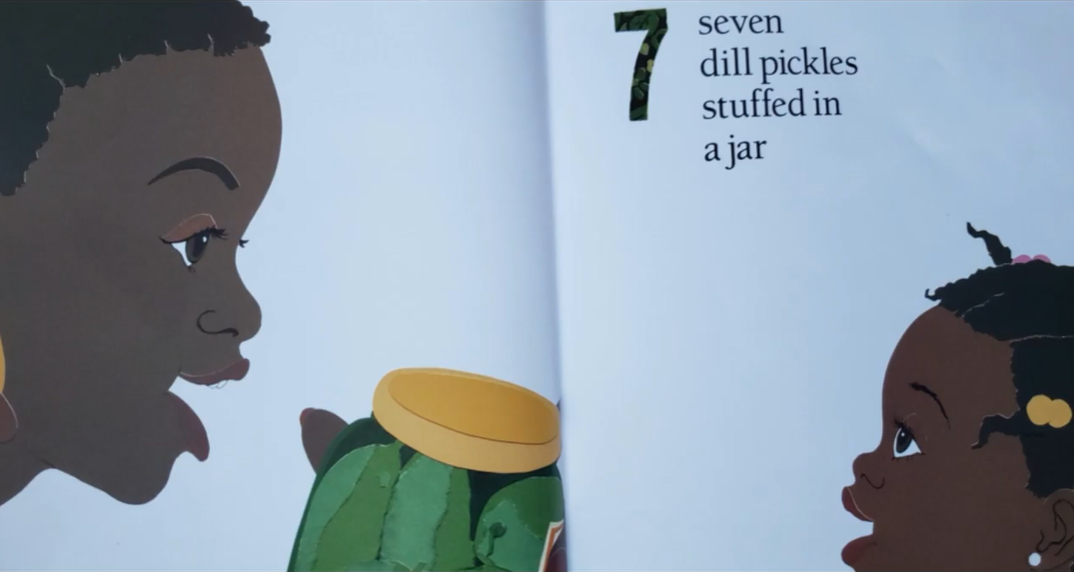 7 seven
dill pickles
stuffed in
a jar